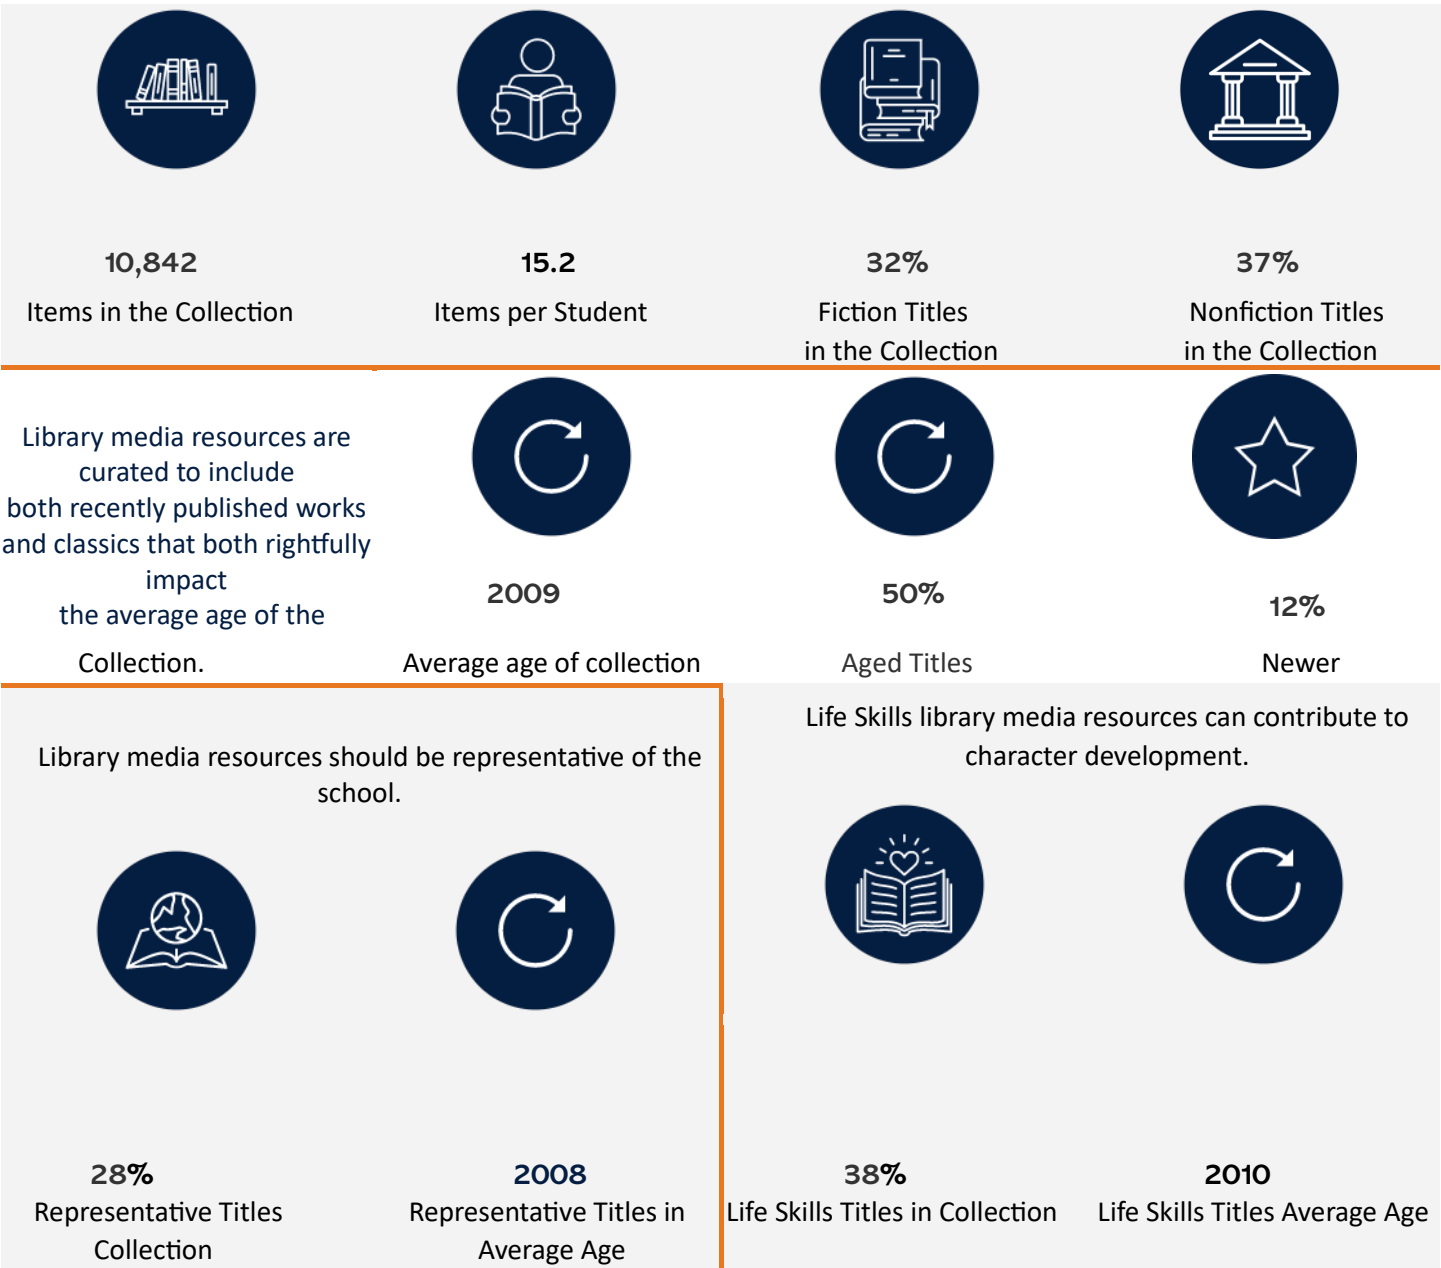 10,842
Items in the Collection
15.2
Items per Student
32%
Fiction Titles
in the Collection
37%
Nonfiction Titles
in the Collection
Library media resources are
curated to include
both recently published works
and classics that both rightfully
impact
the average age of the
Collection.
2009
Average age of collection
50%
Aged Titles
12%
Newer
Library media resources should be representative of the
school.
28%
Representative Titles
Collection
2008
Representative Titles in
Average Age
Life Skills library media resources can contribute to
character development.
38%
Life Skills Titles in Collection
2010
Life Skills Titles Average Age